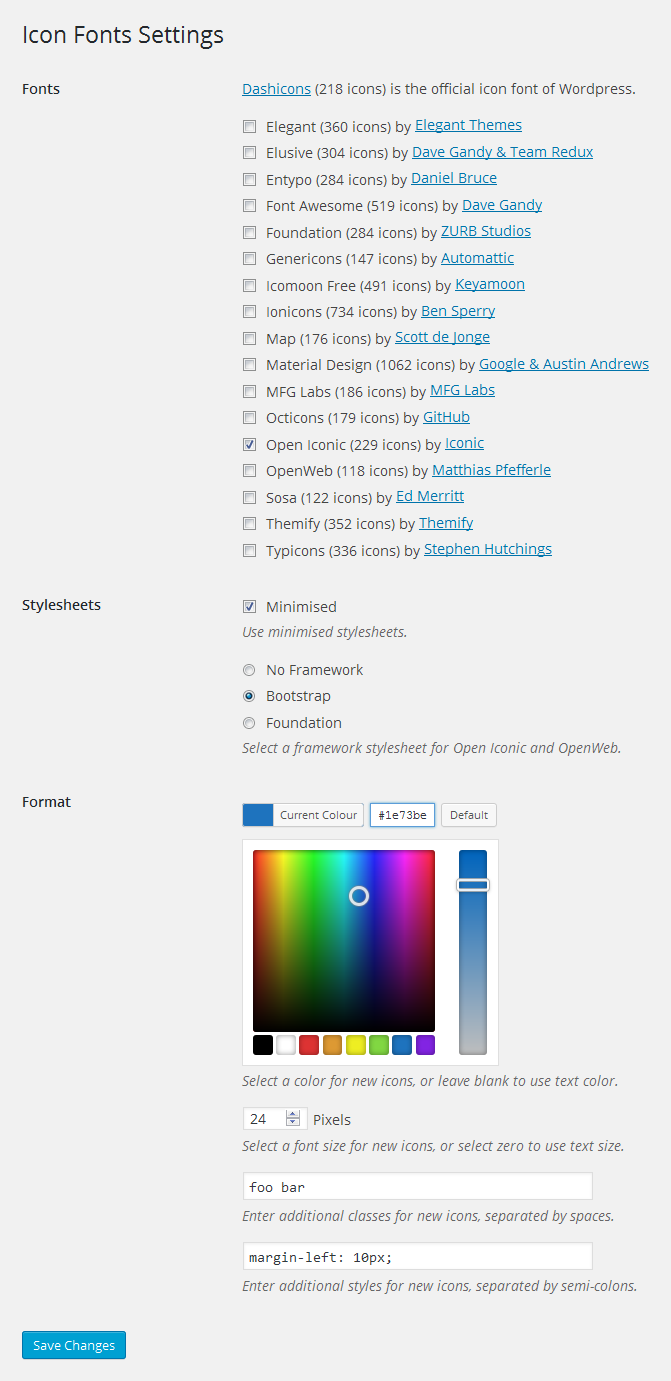 Icon Fonts Settings
Fonts
Dashicons (218 icons) is the official icon font of Wordpress.
Elegant (360 icons) by Elegant Themes
Elusive (304 icons) by Dave Gandy & Team Redux
Entypo (284 icons) by Daniel Bruce
Font Awesome (519 icons) by Dave Gandy
Foundation (284 icons) by ZURB Studios
Genericons (147 icons) by Automattic
Icomoon Free (491 icons) by Keyamoon
Ionicons (734 icons) by Ben Sperry
Map (176 icons) by Scott de Jonge
Material Design (1062 icons) by Google & Austin Andrews
MFG Labs (186 icons) by MFG Labs
Octicons (179 icons) by GitHub
Open Iconic (229 icons) by Iconic
OpenWeb (118 icons) by Matthias Pfefferle
Sosa (122 icons) by Ed Merritt
Themify (352 icons) by Themify
Typicons (336 icons) by Stephen Hutchings
Stylesheets
Minimised
Use minimised stylesheets.
No Framework
Bootstrap
Foundation
Select a framework stylesheet for Open Iconic and OpenWeb.
Format
Current Colour #1e73be Default
Select a color for new icons, or leave blank to use text color.
24 Pixels
Select a font size for new icons, or select zero to use text size.
foo bar
Enter additional classes for new icons, separated by spaces.
margin-left: 10px;
Enter additional styles for new icons, separated by semi-colons.
Save Changes